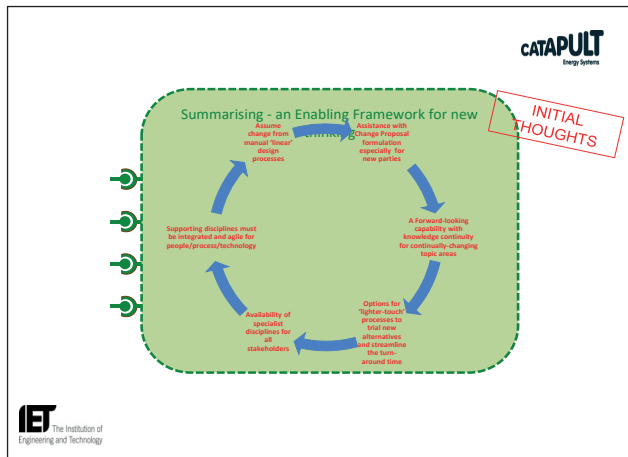 CATAPULT
Energy Systems
INITIAL
THOUGHTS
Summarising - an Enabling Framework for new
thinking
Assume
change from
manual 'linear'
design
processes
Assistance with
Change Proposal
formulation
especially for
new parties
A Forward-looking
capability with
knowledge continuity
for continually-changing
topic areas
Options for
'lighter-touch'
processes to
trial new
alternatives
and streamline
the turn-
around time
Availability of
specialist
disciplines for
all
stakeholders
Supporting disciplines must
be integrated and agile for
people/process/technology
IET
The Institution of
Engineering and Technology